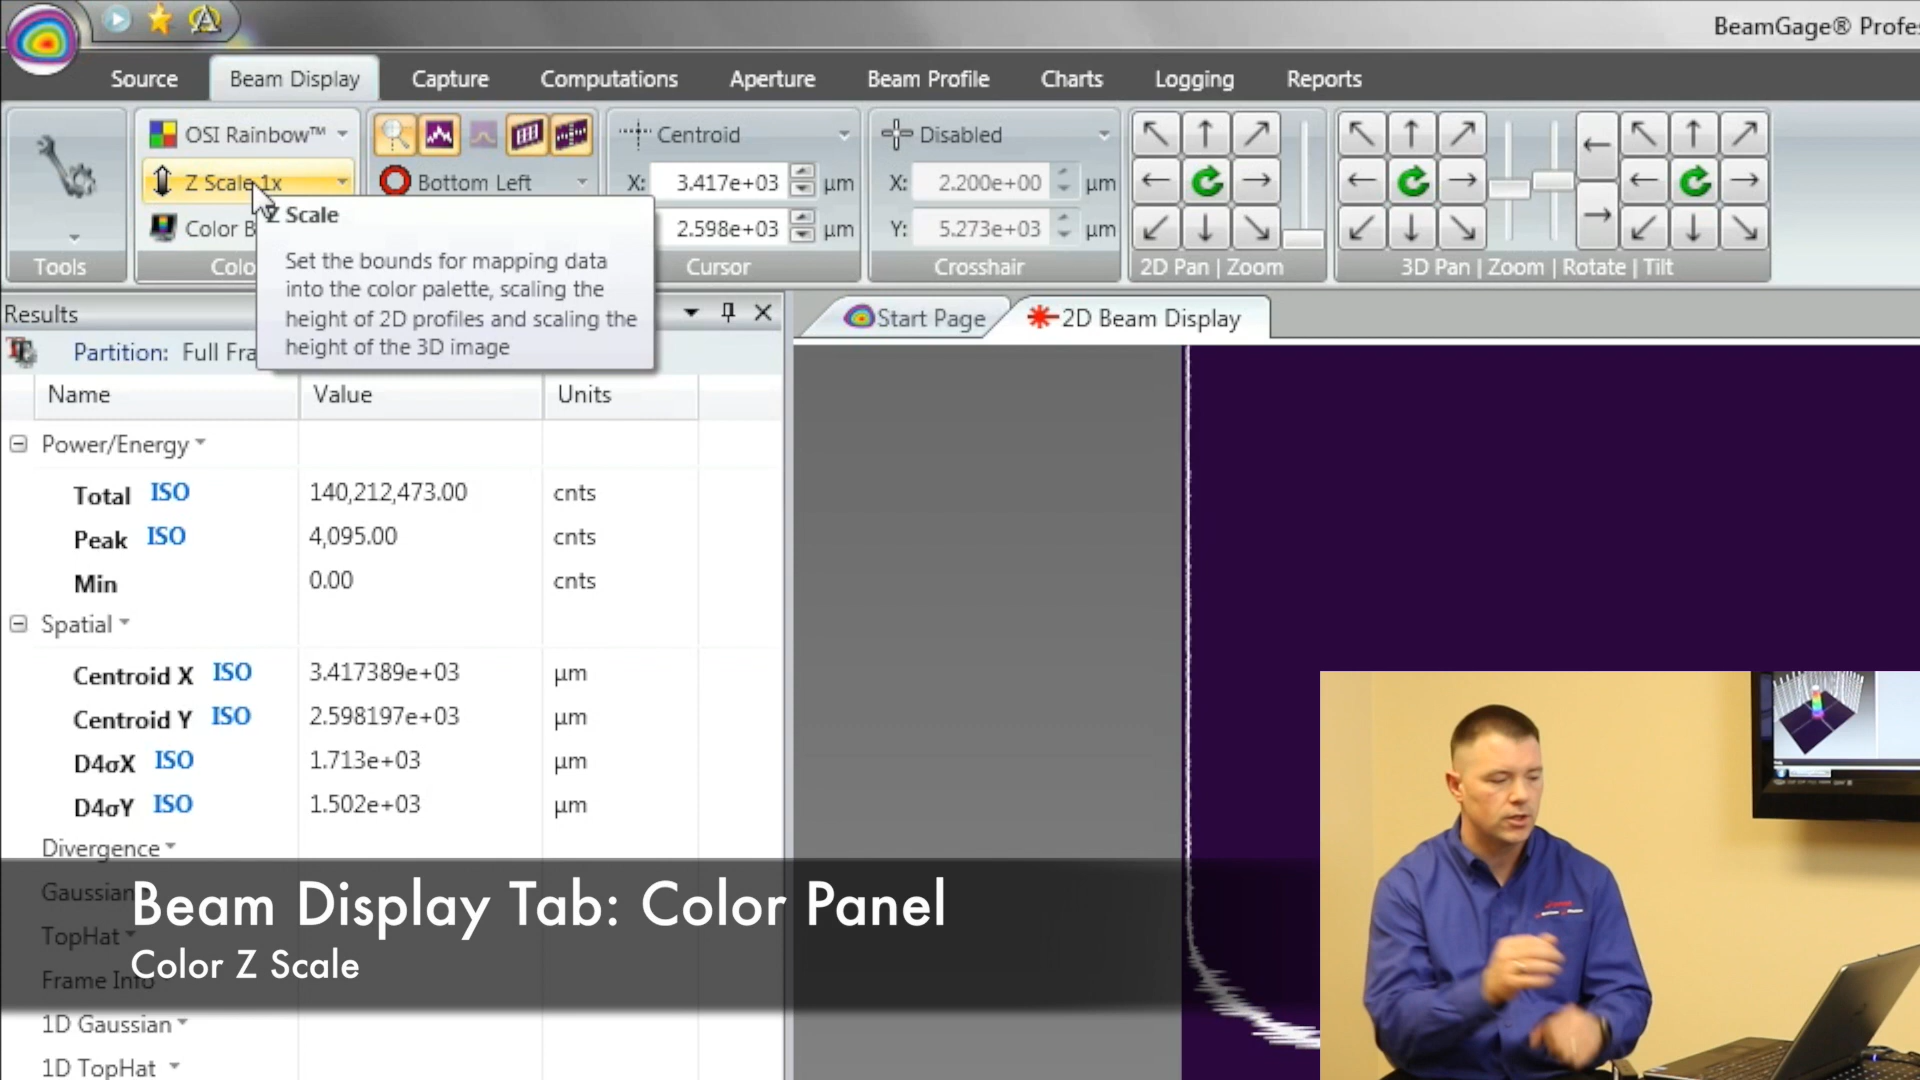 BeamGage® Profes
Source Beam Display Capture Computations Aperture Beam Profile Charts Logging Reports
OSI Rainbow™ Centroid Disabled
Z Scale 1x Bottom Left X: 3.417e+03 µm X: 2.200e+00 µm
Color B 2.598e+03 µm Y: 5.273e+03 µm
Tools Colo Cursor Crosshair 2D Pan | Zoom 3D Pan | Zoom | Rotate | Tilt
Z Scale
Set the bounds for mapping data
into the color palette, scaling the
height of 2D profiles and scaling the
height of the 3D image
Results
Start Page 2D Beam Display
Partition: Full Fra
Name Value Units
Power/Energy
Total ISO 140,212,473.00 cnts
Peak ISO 4,095.00 cnts
Min 0.00 cnts
Spatial
Centroid X ISO 3.417389e+03 µm
Centroid Y ISO 2.598197e+03 µm
D4σX ISO 1.713e+03 µm
D4σY ISO 1.502e+03 µm
Divergence
Gaussian
TopHat
Frame Info
1D Gaussian
1D TopHat
Beam Display Tab: Color Panel
Color Z Scale